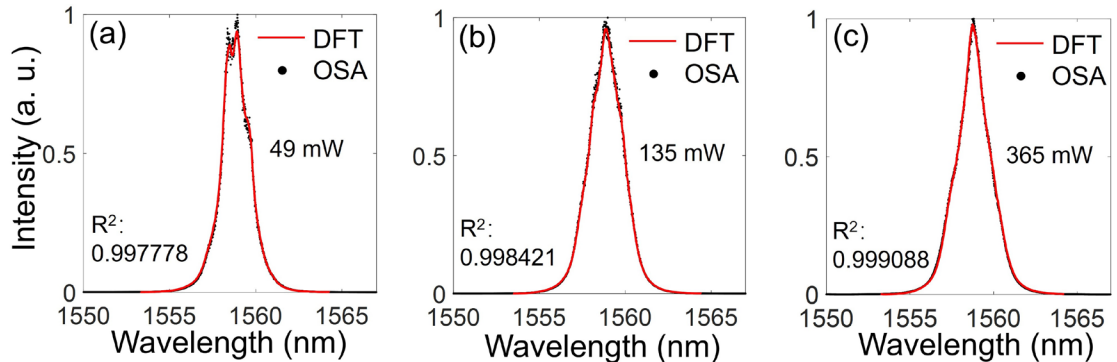 Intensity (a. u.)
(a)
1
0.5
0
DFT
OSA
49 mW
R²:
0.997778
1550 1555 1560 1565
Wavelength (nm)
(b)
1
0.5
0
DFT
OSA
135 mW
R²:
0.998421
1550 1555 1560 1565
Wavelength (nm)
(c)
1
0.5
0
DFT
OSA
365 mW
R²:
0.999088
1550 1555 1560 1565
Wavelength (nm)